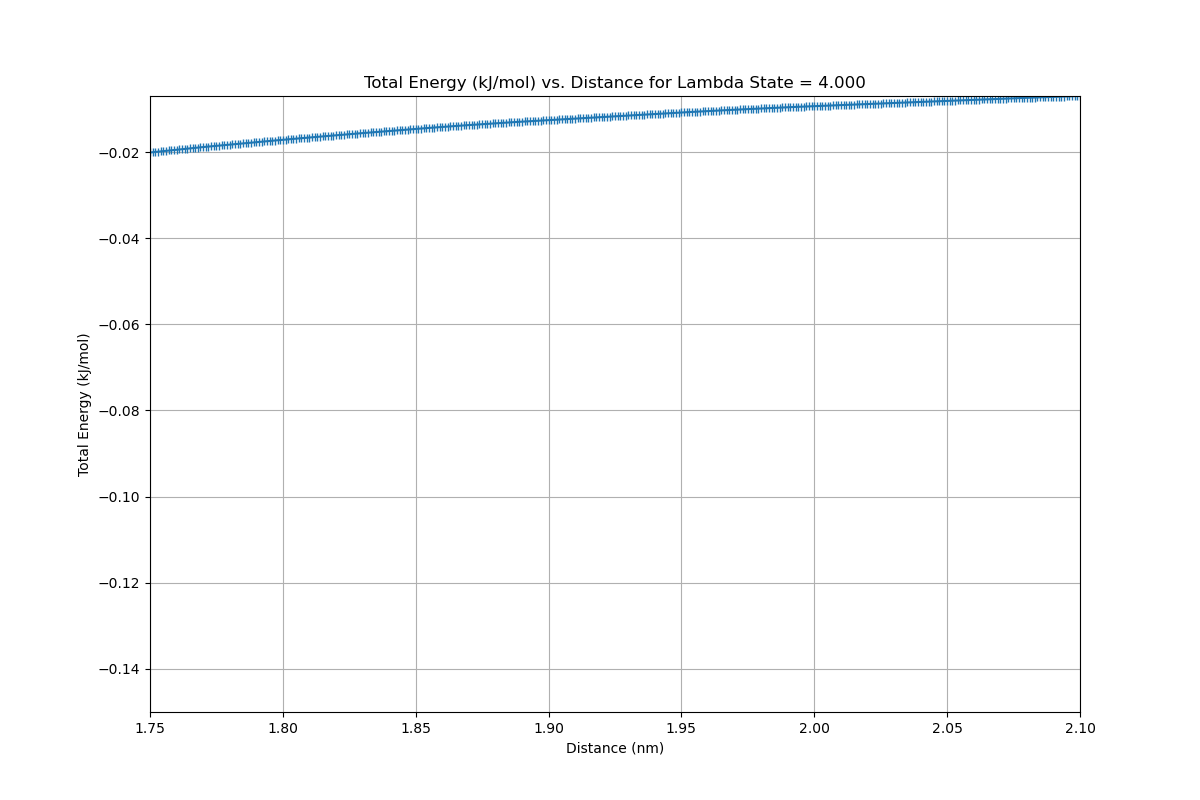 Total Energy (kJ/mol) vs. Distance for Lambda State = 4.000
Total Energy (kJ/mol)
−0.02
−0.04
−0.06
−0.08
−0.10
−0.12
−0.14
1.75 1.80 1.85 1.90 1.95 2.00 2.05 2.10
Distance (nm)